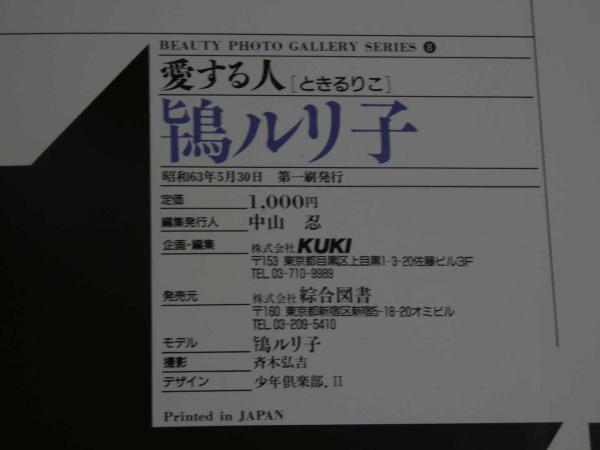 BEAUTY PHOTO GALLERY SERIES ❽
愛する人[ときるりこ]
鴇ルリ子
昭和63年5月30日 第一刷発行
定価 1,000円
編集発行人 中山 忍
企画・編集 株式会社KUKI
〒153 東京都目黒区上目黒1-3-20佐藤ビル3F
TEL.03-710-9989
発売元 株式会社綜合図書
〒160 東京都新宿区新宿5-18-20オミビル
TEL.03-209-5410
モデル 鴇ルリ子
撮影 斉木弘吉
デザイン 少年倶楽部.II
Printed in JAPAN